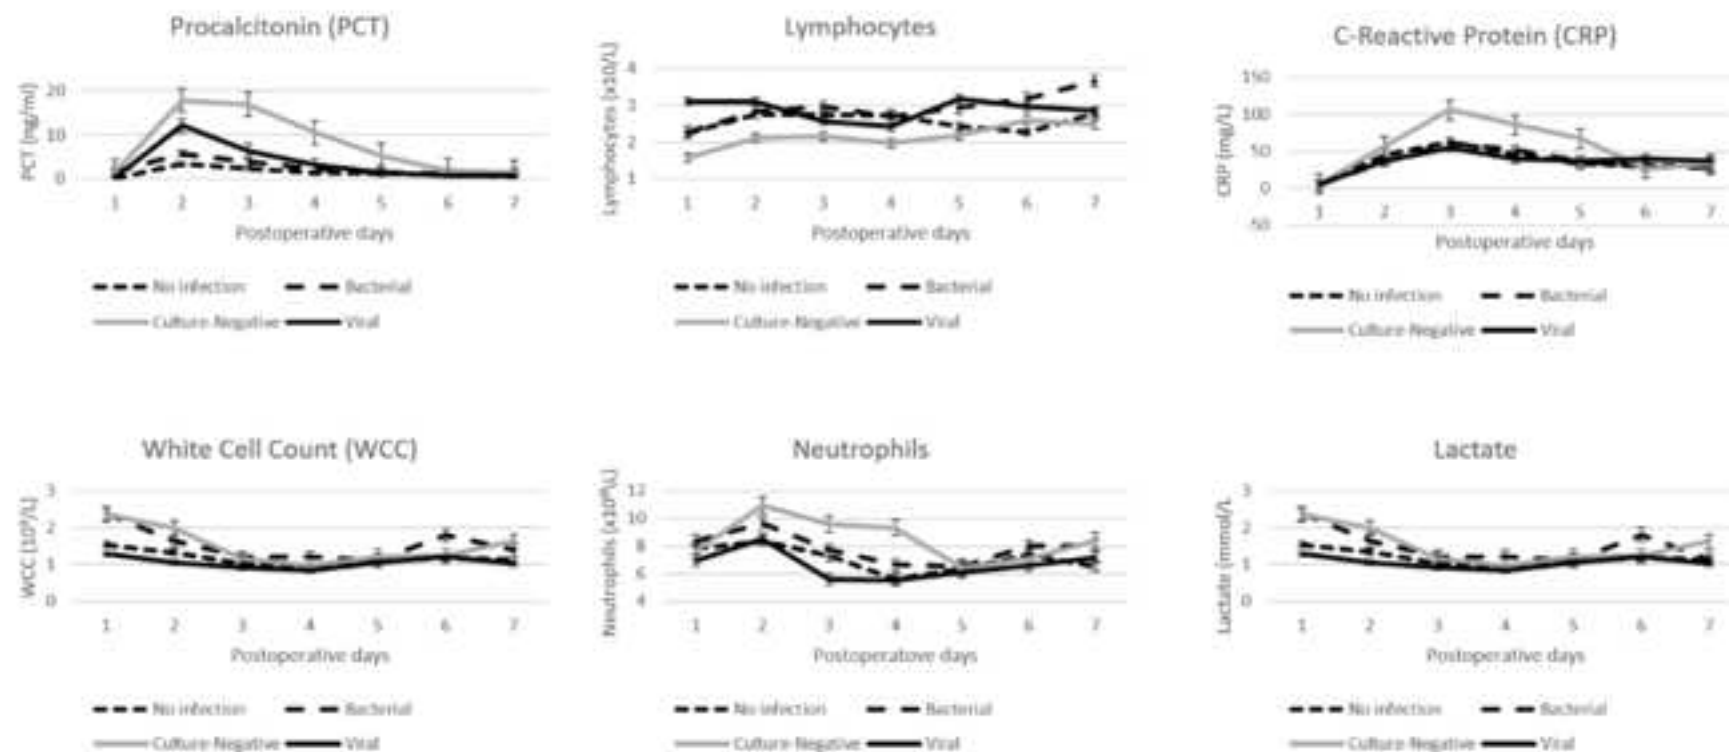 Procalcitonin (PCT)
PCT (ng/ml)
20
10
0
1 2 3 4 5 6 7
Postoperative days
No infection Bacterial
Culture-Negative Viral
Lymphocytes
Lymphocytes (x10/L)
4
3
2
1
1 2 3 4 5 6 7
Postoperative days
No infection Bacterial
Culture-Negative Viral
C-Reactive Protein (CRP)
CRP (mg/L)
150
100
50
0
50
1 2 3 4 5 6 7
Postoperative days
No infection Bacterial
Culture-Negative Viral
White Cell Count (WCC)
WCC (10⁹/L)
3
2
1
0
1 2 3 4 5 6 7
Postoperative days
No infection Bacterial
Culture-Negative Viral
Neutrophils
Neutrophils (x10⁹/L)
12
10
8
6
4
1 2 3 4 5 6 7
Postoperatove days
No infection Bacterial
Culture-Negative Viral
Lactate
Lactate (mmol/L
3
2
1
0
1 2 3 4 5 6 7
Postoperative days
No infection Bacterial
Culture-Negative Viral